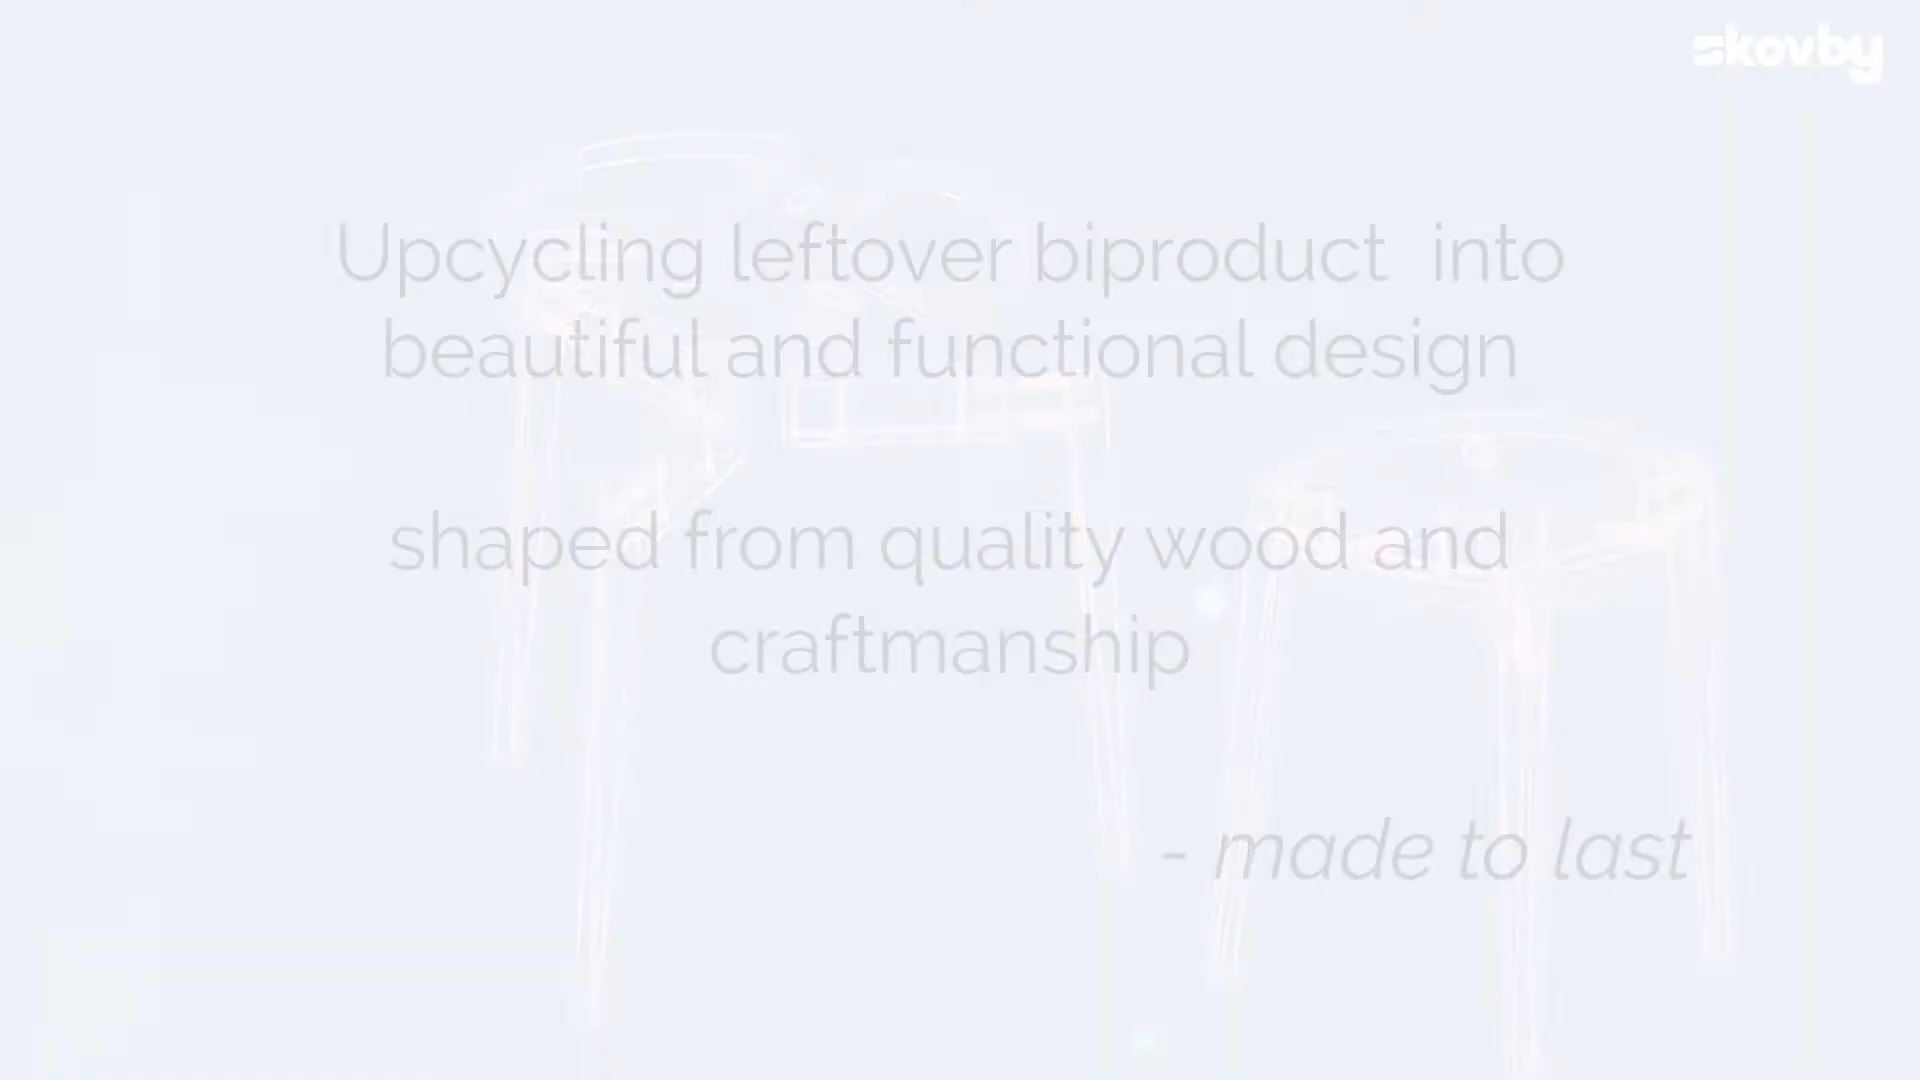 skovby
Upcycling leftover biproduct  into
beautiful and functional design
shaped from quality wood and
craftmanship
- made to last